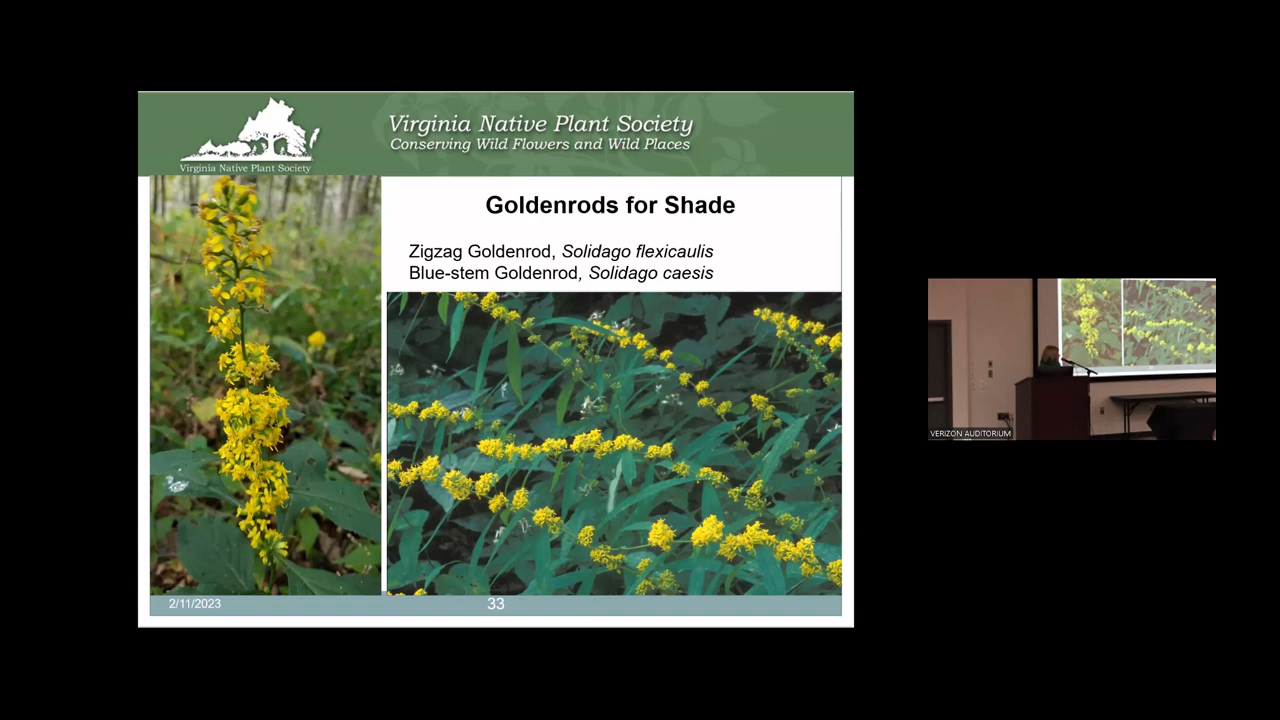 Virginia Native Plant Society
Conserving Wild Flowers and Wild Places
Virginia Native Plant Society
Goldenrods for Shade
Zigzag Goldenrod, Solidago flexicaulis
Blue-stem Goldenrod, Solidago caesis
2/11/2023
33
VERIZON AUDITORIUM